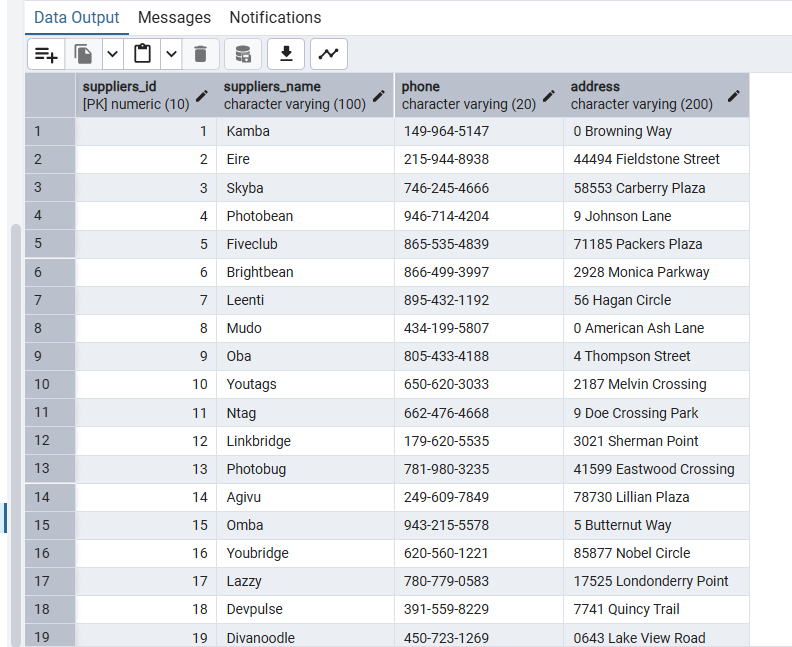 Data Output Messages Notifications
suppliers_id suppliers_name phone address
[PK] numeric (10) character varying (100) character varying (20) character varying (200)
1 1 Kamba 149-964-5147 0 Browning Way
2 2 Eire 215-944-8938 44494 Fieldstone Street
3 3 Skyba 746-245-4666 58553 Carberry Plaza
4 4 Photobean 946-714-4204 9 Johnson Lane
5 5 Fiveclub 865-535-4839 71185 Packers Plaza
6 6 Brightbean 866-499-3997 2928 Monica Parkway
7 7 Leenti 895-432-1192 56 Hagan Circle
8 8 Mudo 434-199-5807 0 American Ash Lane
9 9 Oba 805-433-4188 4 Thompson Street
10 10 Youtags 650-620-3033 2187 Melvin Crossing
11 11 Ntag 662-476-4668 9 Doe Crossing Park
12 12 Linkbridge 179-620-5535 3021 Sherman Point
13 13 Photobug 781-980-3235 41599 Eastwood Crossing
14 14 Agivu 249-609-7849 78730 Lillian Plaza
15 15 Omba 943-215-5578 5 Butternut Way
16 16 Youbridge 620-560-1221 85877 Nobel Circle
17 17 Lazzy 780-779-0583 17525 Londonderry Point
18 18 Devpulse 391-559-8229 7741 Quincy Trail
19 19 Divanoodle 450-723-1269 0643 Lake View Road